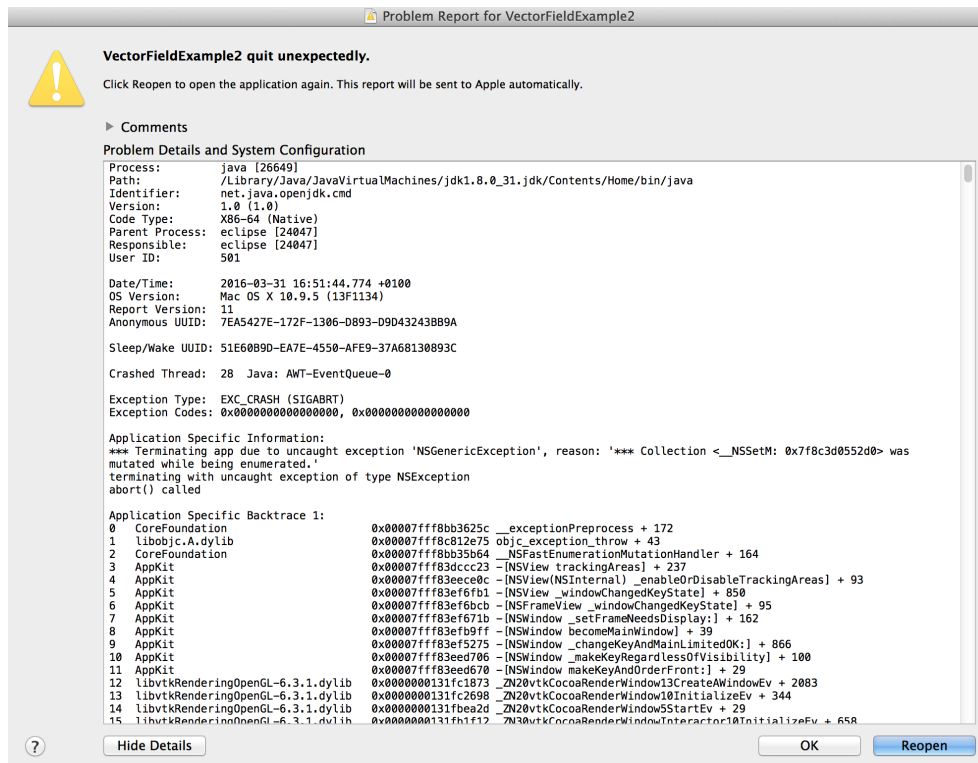 Problem Report for VectorFieldExample2
VectorFieldExample2 quit unexpectedly.
Click Reopen to open the application again. This report will be sent to Apple automatically.
Comments
Problem Details and System Configuration
Process: java [26649]
Path: /Library/Java/JavaVirtualMachines/jdk1.8.0_31.jdk/Contents/Home/bin/java
Identifier: net.java.openjdk.cmd
Version: 1.0 (1.0)
Code Type: X86-64 (Native)
Parent Process: eclipse [24047]
Responsible: eclipse [24047]
User ID: 501
Date/Time: 2016-03-31 16:51:44.774 +0100
OS Version: Mac OS X 10.9.5 (13F1134)
Report Version: 11
Anonymous UUID: 7EA5427E-172F-1306-D893-D9D43243BB9A
Sleep/Wake UUID: 51E60B9D-EA7E-4550-AFE9-37A68130893C
Crashed Thread: 28 Java: AWT-EventQueue-0
Exception Type: EXC_CRASH (SIGABRT)
Exception Codes: 0x0000000000000000, 0x0000000000000000
Application Specific Information:
*** Terminating app due to uncaught exception 'NSGenericException', reason: '*** Collection <__NSSetM: 0x7f8c3d0552d0> was
mutated while being enumerated.'
terminating with uncaught exception of type NSException
abort() called
Application Specific Backtrace 1:
0 CoreFoundation 0x00007fff8bb3625c __exceptionPreprocess + 172
1 libobjc.A.dylib 0x00007fff8c812e75 objc_exception_throw + 43
2 CoreFoundation 0x00007fff8bb35b64 __NSFastEnumerationMutationHandler + 164
3 AppKit 0x00007fff83dccc23 -[NSView trackingAreas] + 237
4 AppKit 0x00007fff83eece0c -[NSView(NSInternal) _enableOrDisableTrackingAreas] + 93
5 AppKit 0x00007fff83ef6fb1 -[NSView _windowChangedKeyState] + 850
6 AppKit 0x00007fff83ef6bcb -[NSFrameView _windowChangedKeyState] + 95
7 AppKit 0x00007fff83ef671b -[NSWindow _setFrameNeedsDisplay:] + 162
8 AppKit 0x00007fff83efb9ff -[NSWindow becomeMainWindow] + 39
9 AppKit 0x00007fff83ef5275 -[NSWindow _changeKeyAndMainLimitedOK:] + 866
10 AppKit 0x00007fff83eed706 -[NSWindow _makeKeyRegardlessOfVisibility] + 100
11 AppKit 0x00007fff83eed670 -[NSWindow makeKeyAndOrderFront:] + 29
12 libvtkRenderingOpenGL-6.3.1.dylib 0x0000000131fc1873 _ZN20vtkCocoaRenderWindow13CreateAWindowEv + 2083
13 libvtkRenderingOpenGL-6.3.1.dylib 0x0000000131fc2698 _ZN20vtkCocoaRenderWindow10InitializeEv + 344
14 libvtkRenderingOpenGL-6.3.1.dylib 0x0000000131fbea2d _ZN20vtkCocoaRenderWindow5StartEv + 29
15 libvtkRenderingOpenGL-6.3.1.dylib 0x0000000131fb1f12 _ZN30vtkCocoaRenderWindowInteractor10InitializeEv + 658
? Hide Details OK Reopen